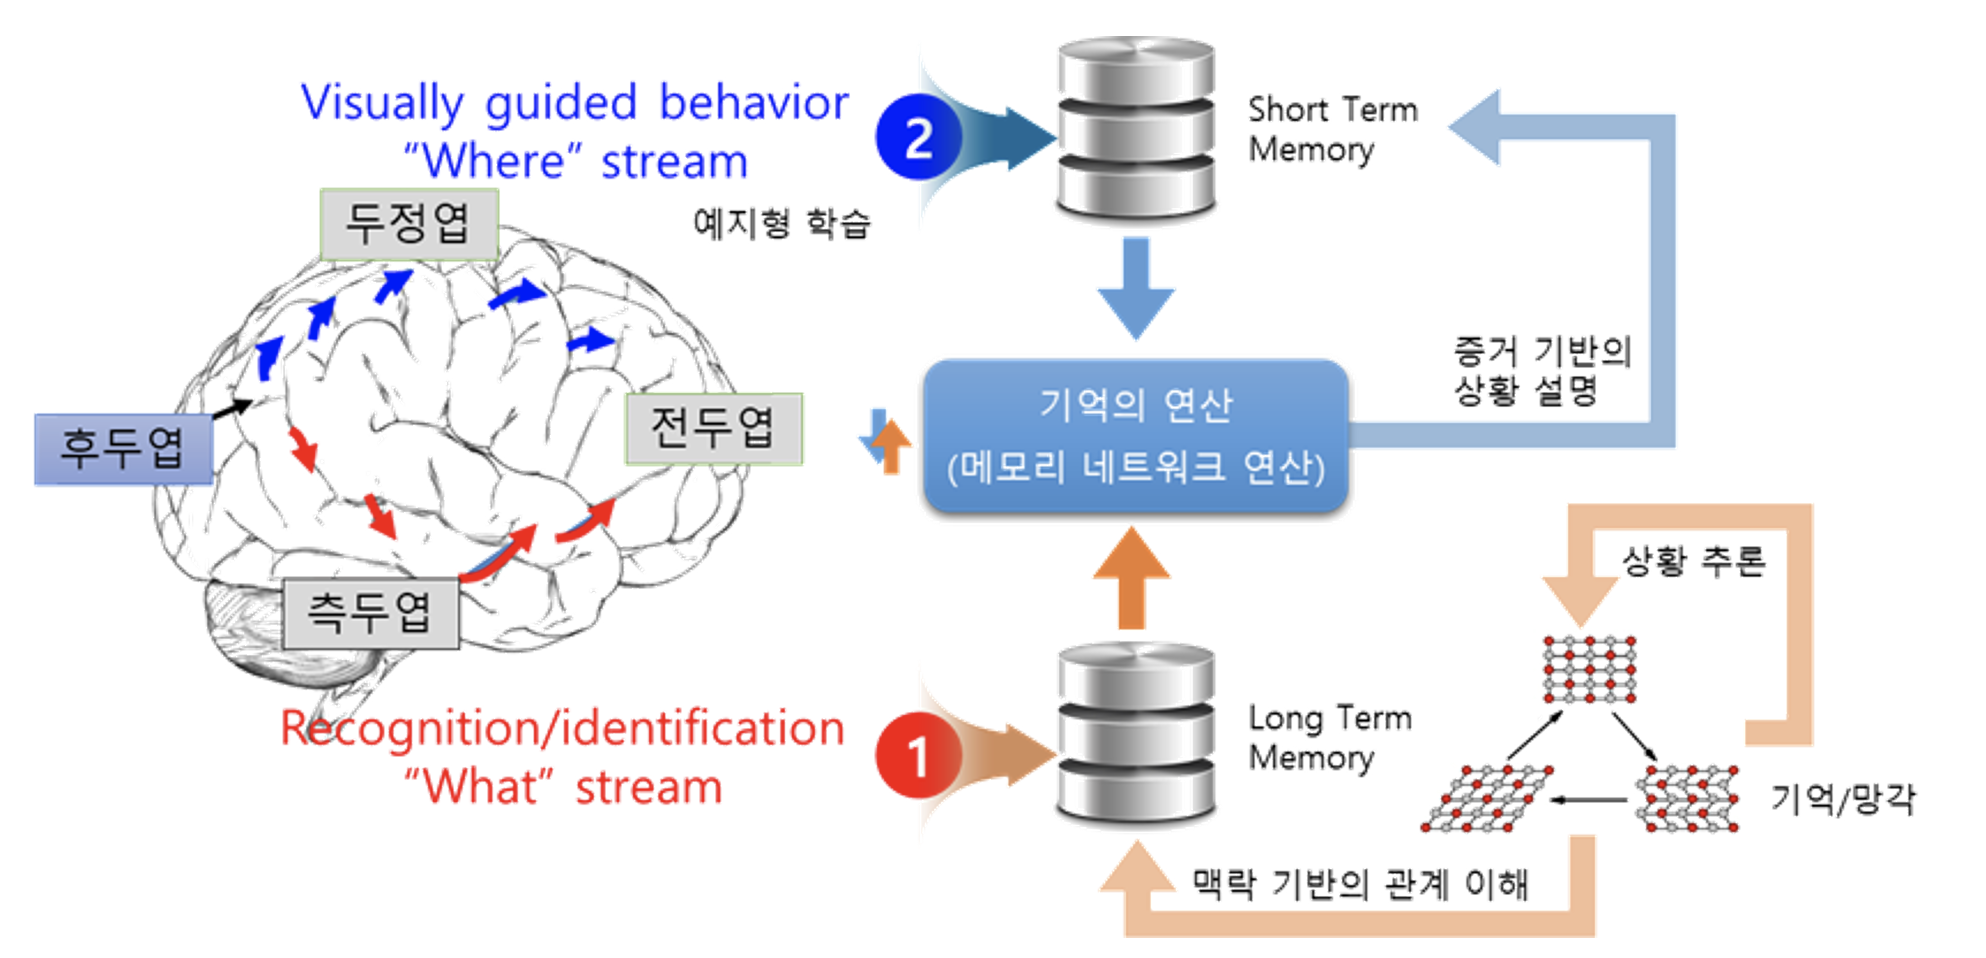 Visually guided behavior
“Where” stream
두정엽
예지형 학습
후두엽
전두엽
측두엽
Recognition/identification
“What” stream
2
Short Term
Memory
증거 기반의
상황 설명
기억의 연산
(메모리 네트워크 연산)
상황 추론
1
Long Term
Memory
기억/망각
맥락 기반의 관계 이해